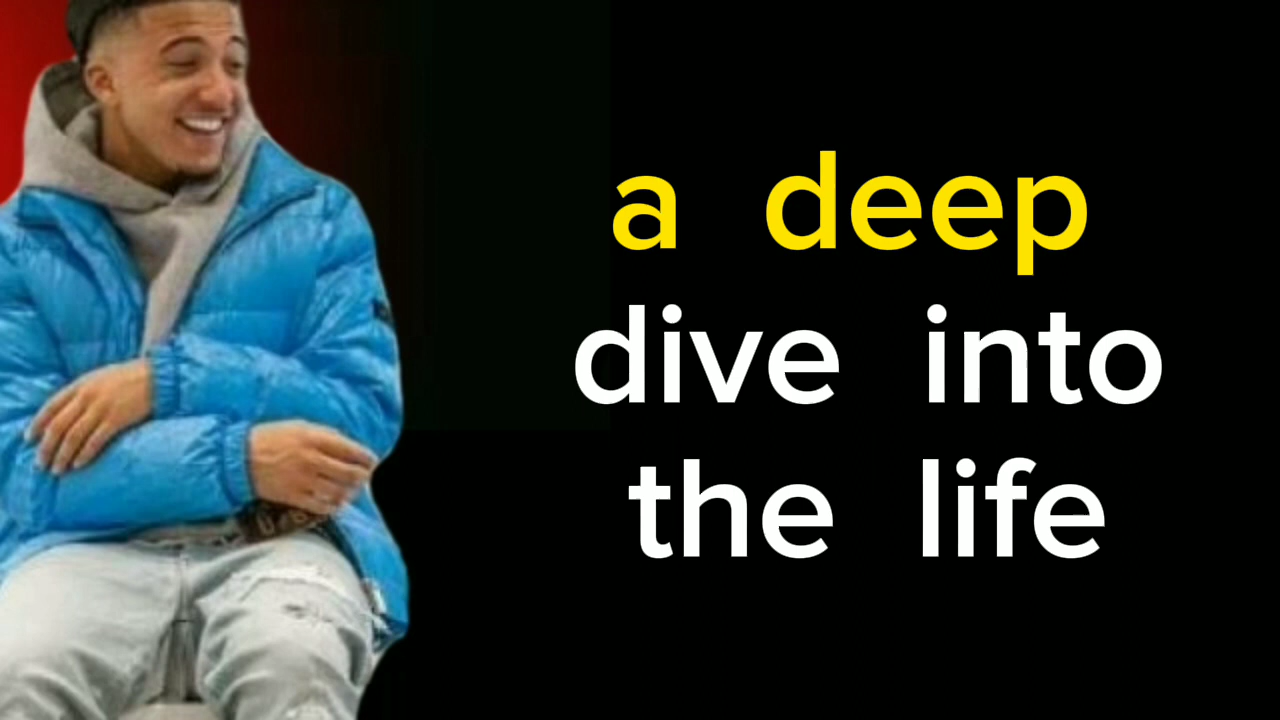 a deep
dive into
the life